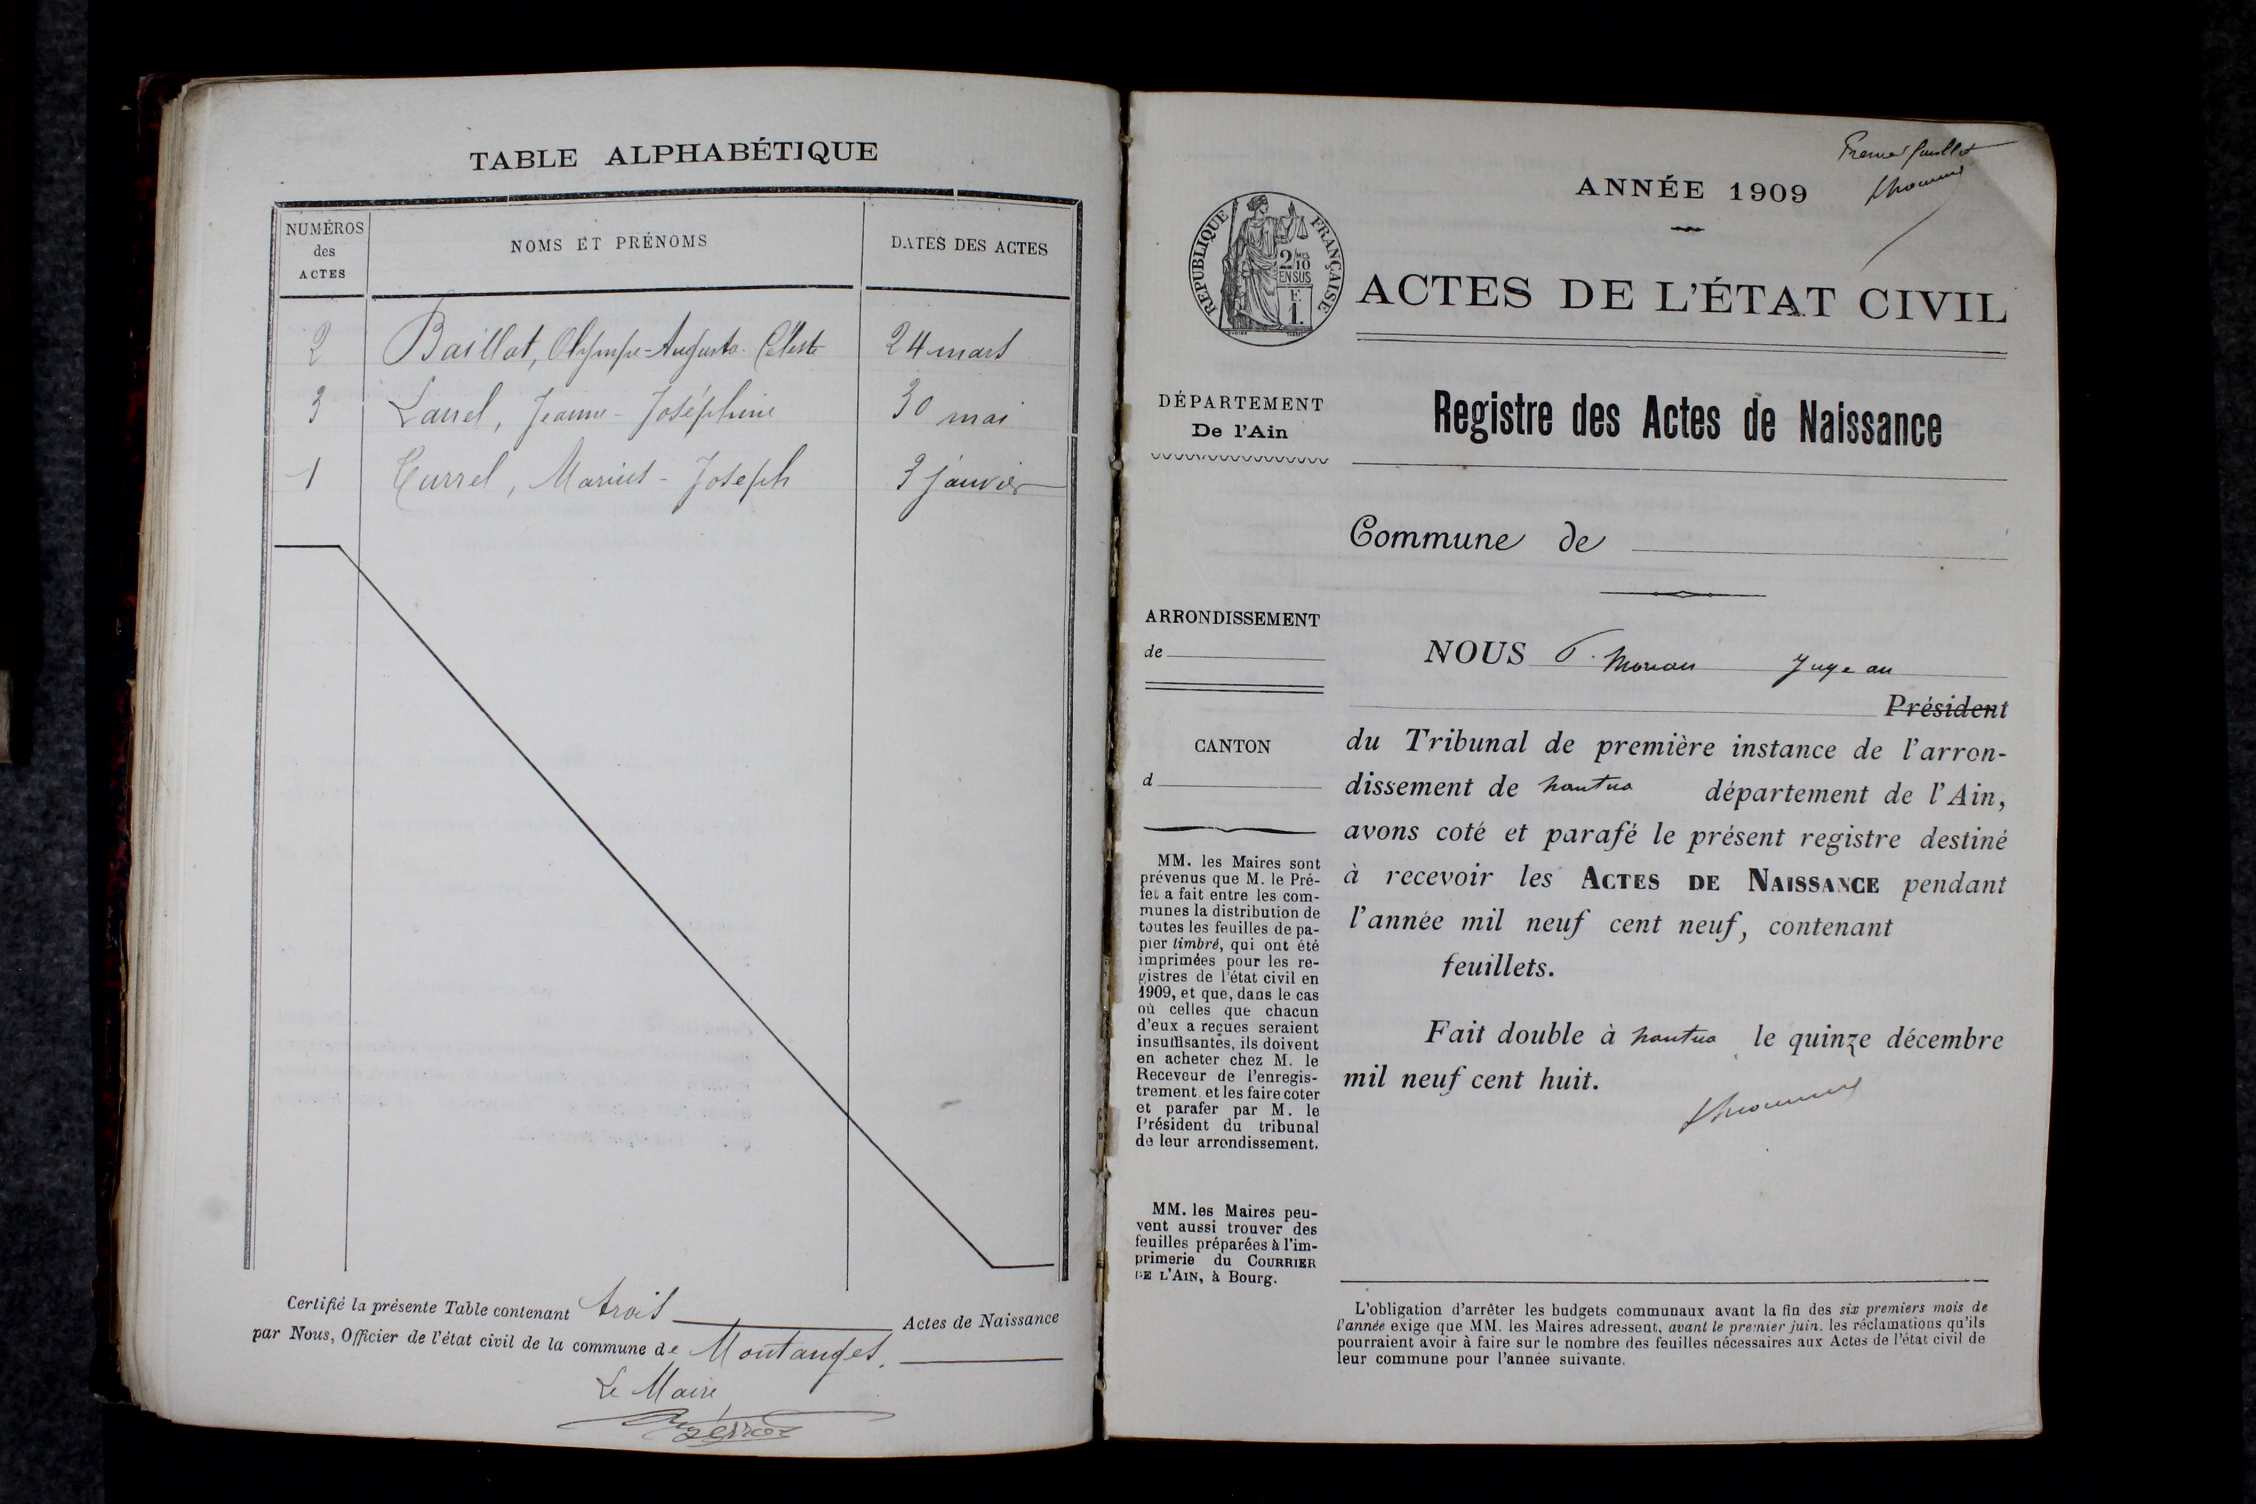 TABLE ALPHABÉTIQUE
NUMÉROS
des
ACTES
NOMS ET PRÉNOMS
DATES DES ACTES
2 Baillot, Olympe-Augusta-Céleste 24 mars
3 Laurel, Jeanne-Joséphine 30 mai
1 Currel, Marius-Joseph 3 janvier
Certifié la présente Table contenant trois Actes de Naissance
par Nous, Officier de l'état civil de la commune de Montanges.
Le Maire,
Premier feuillet
ANNÉE 1909
RÉPUBLIQUE FRANÇAISE
2/10
EN SUS
F.
1.
ACTES DE L'ÉTAT CIVIL
DÉPARTEMENT
De l'Ain
Registre des Actes de Naissance
Commune de
ARRONDISSEMENT
de
NOUS Juge au
Président
du Tribunal de première instance de l'arron-
dissement de nantua département de l'Ain,
avons coté et parafé le présent registre destiné
à recevoir les ACTES DE NAISSANCE pendant
l'année mil neuf cent neuf, contenant
feuillets.
Fait double à nantua le quinze décembre
mil neuf cent huit.
CANTON
d
MM. les Maires sont
prévenus que M. le Pré-
fet a fait entre les com-
munes la distribution de
toutes les feuilles de pa-
pier timbré, qui ont été
imprimées pour les re-
gistres de l'état civil en
1909, et que, dans le cas
où celles que chacun
d'eux a reçues seraient
insuffisantes, ils doivent
en acheter chez M. le
Receveur de l'enregis-
trement et les faire coter
et parafer par M. le
Président du tribunal
de leur arrondissement.
MM. les Maires peu-
vent aussi trouver des
feuilles préparées à l'im-
primerie du COURRIER
DE L'AIN, à Bourg.
L'obligation d'arrêter les budgets communaux avant la fin des six premiers mois de
l'année exige que MM. les Maires adressent, avant le premier juin, les réclamations qu'ils
pourraient avoir à faire sur le nombre des feuilles nécessaires aux Actes de l'état civil de
leur commune pour l'année suivante.